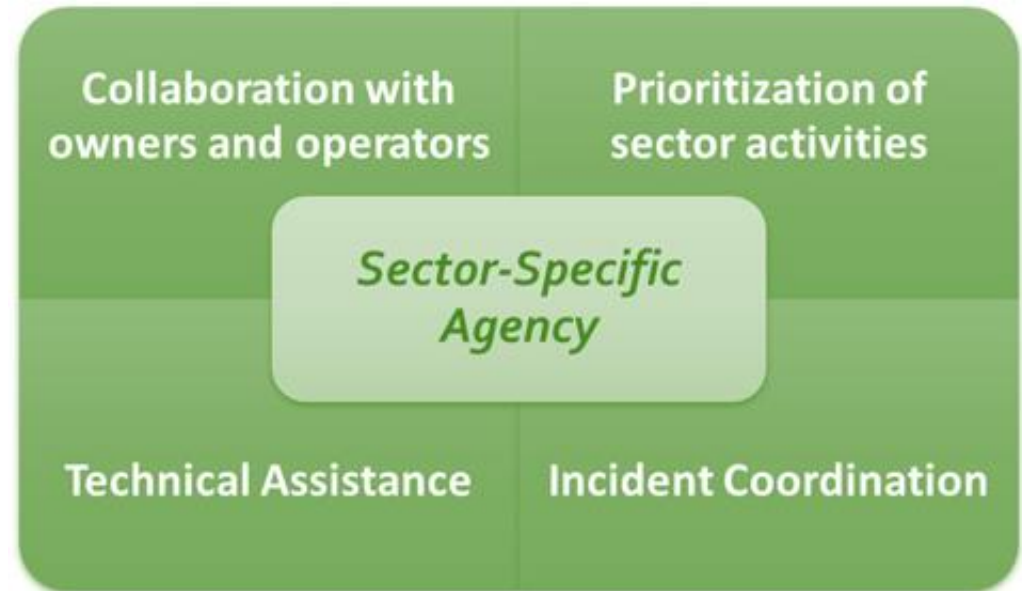 Collaboration with
owners and operators
Prioritization of
sector activities
Sector-Specific
Agency
Technical Assistance
Incident Coordination